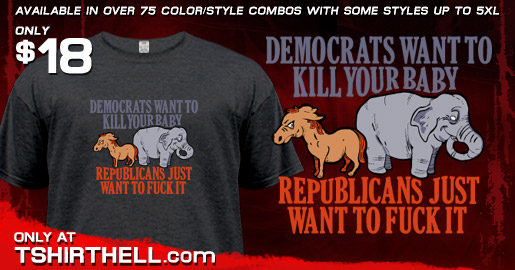 AVAILABLE IN OVER 75 COLOR/STYLE COMBOS WITH SOME STYLES UP TO 5XL
ONLY
$18
DEMOCRATS WANT TO
KILL YOUR BABY
REPUBLICANS JUST
WANT TO FUCK IT
DEMOCRATS WANT TO
KILL YOUR BABY
REPUBLICANS JUST
WANT TO FUCK IT
ONLY AT
TSHIRTHELL.com